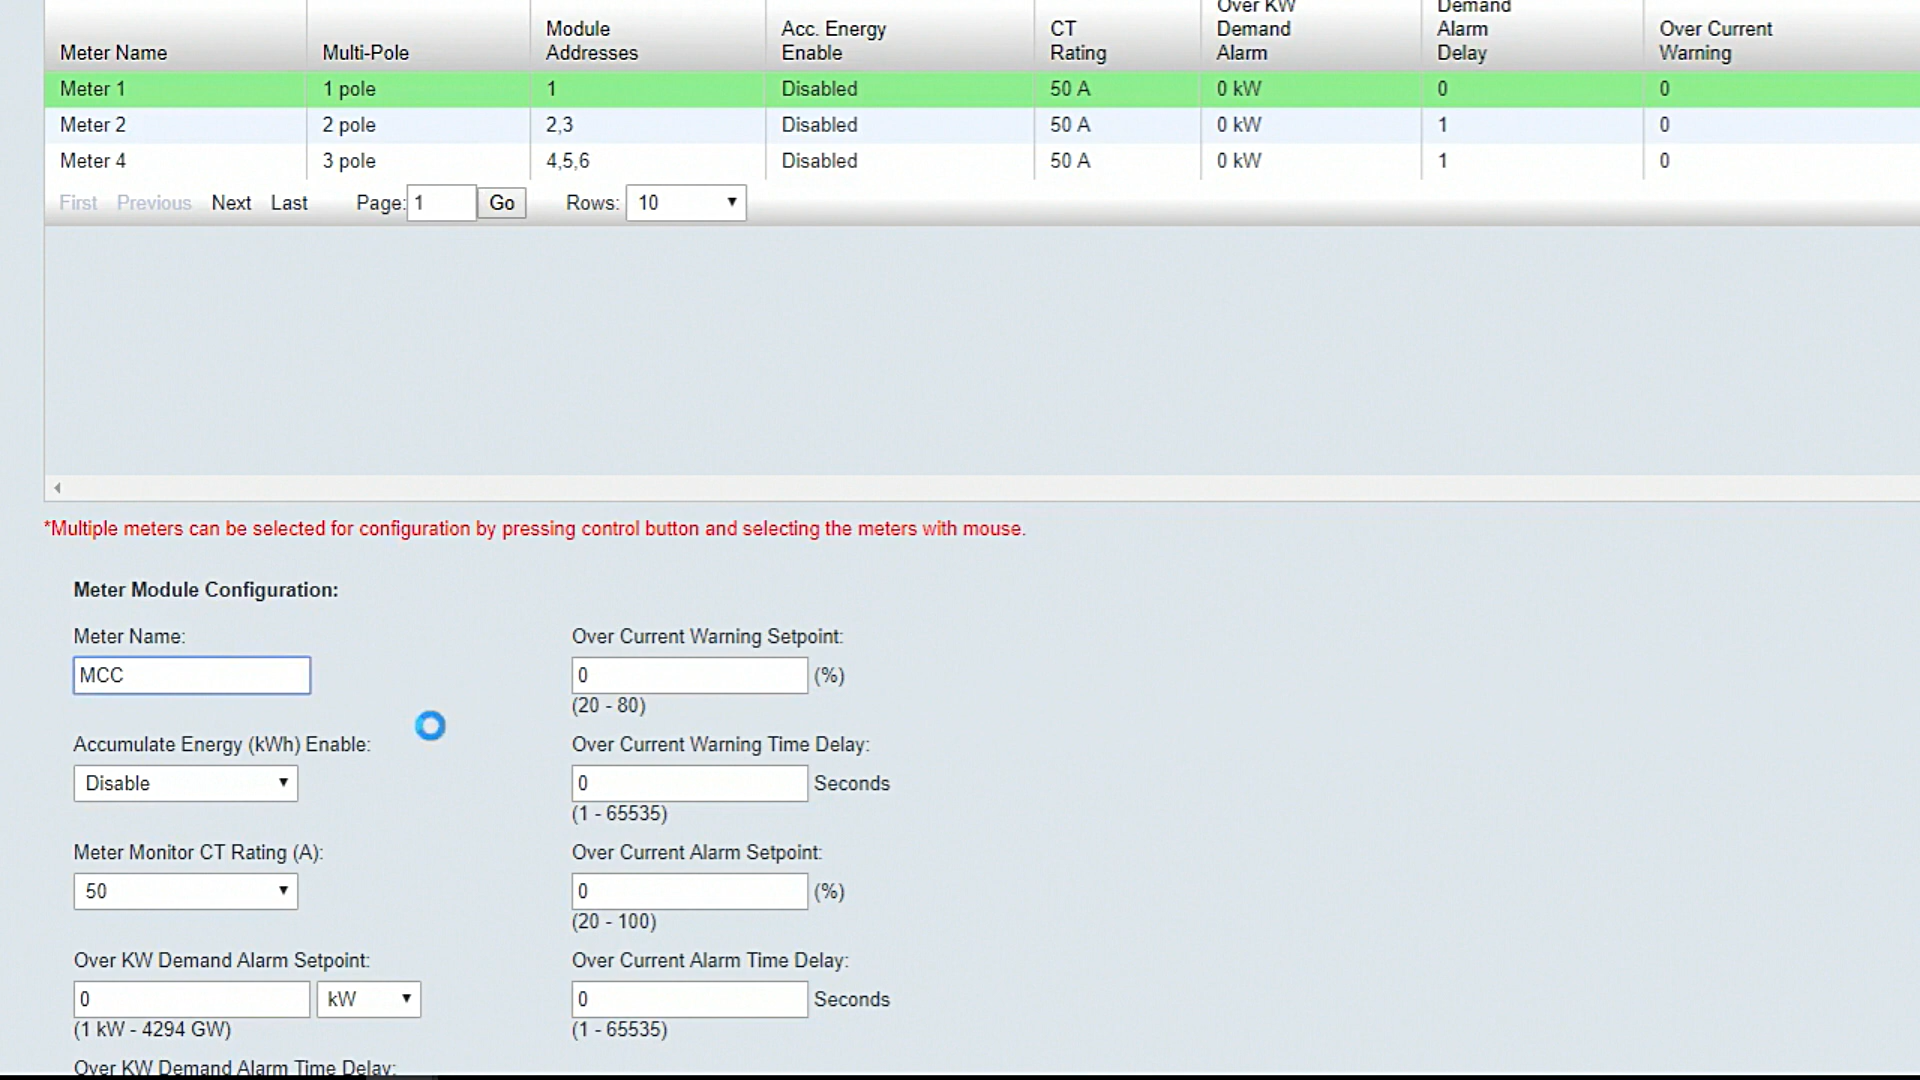 Meter Name
Multi-Pole
Module
Addresses
Acc. Energy
Enable
CT
Rating
Over KW
Demand
Alarm
Demand
Alarm
Delay
Over Current
Warning
Meter 1 1 pole 1 Disabled 50 A 0 kW 0 0
Meter 2 2 pole 2,3 Disabled 50 A 0 kW 1 0
Meter 4 3 pole 4,5,6 Disabled 50 A 0 kW 1 0
First Previous Next Last Page: 1 Go Rows: 10
*Multiple meters can be selected for configuration by pressing control button and selecting the meters with mouse.
Meter Module Configuration:
Meter Name:
MCC
Accumulate Energy (kWh) Enable:
Disable
Meter Monitor CT Rating (A):
50
Over KW Demand Alarm Setpoint:
0 kW
(1 kW - 4294 GW)
Over KW Demand Alarm Time Delay:
Over Current Warning Setpoint:
0 (%)
(20 - 80)
Over Current Warning Time Delay:
0 Seconds
(1 - 65535)
Over Current Alarm Setpoint:
0 (%)
(20 - 100)
Over Current Alarm Time Delay:
0 Seconds
(1 - 65535)